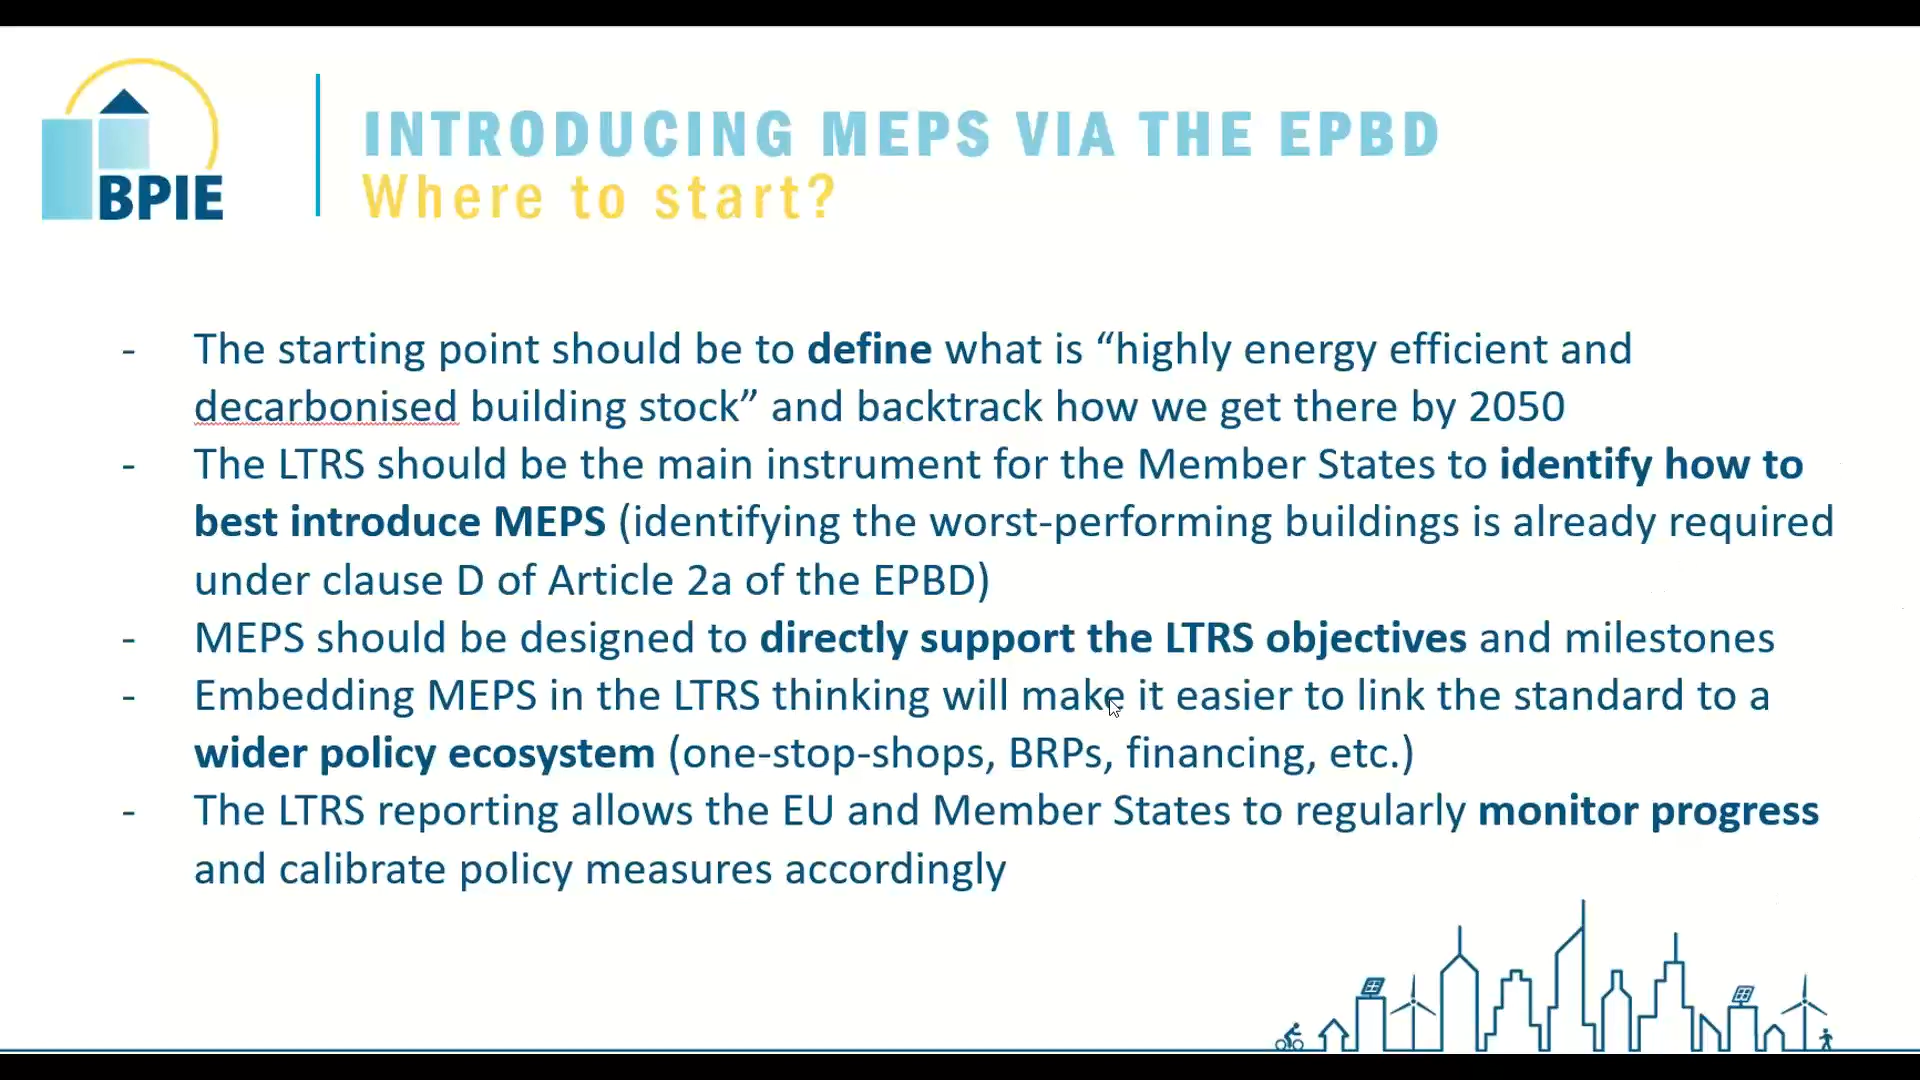 BPIE
INTRODUCING MEPS VIA THE EPBD
Where to start?
- The starting point should be to define what is “highly energy efficient and
decarbonised building stock” and backtrack how we get there by 2050
- The LTRS should be the main instrument for the Member States to identify how to
best introduce MEPS (identifying the worst-performing buildings is already required
under clause D of Article 2a of the EPBD)
- MEPS should be designed to directly support the LTRS objectives and milestones
- Embedding MEPS in the LTRS thinking will make it easier to link the standard to a
wider policy ecosystem (one-stop-shops, BRPs, financing, etc.)
- The LTRS reporting allows the EU and Member States to regularly monitor progress
and calibrate policy measures accordingly